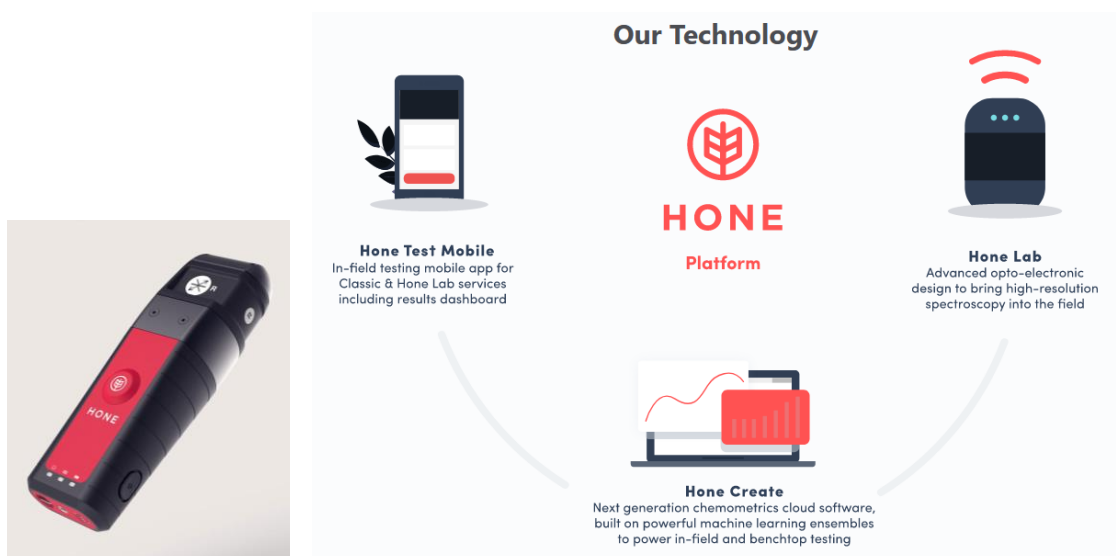 Our Technology
HONE
Platform
Hone Test Mobile
In-field testing mobile app for
Classic & Hone Lab services
including results dashboard
Hone Lab
Advanced opto-electronic
design to bring high-resolution
spectroscopy into the field
R
HONE
Hone Create
Next generation chemometrics cloud software,
built on powerful machine learning ensembles
to power in-field and benchtop testing